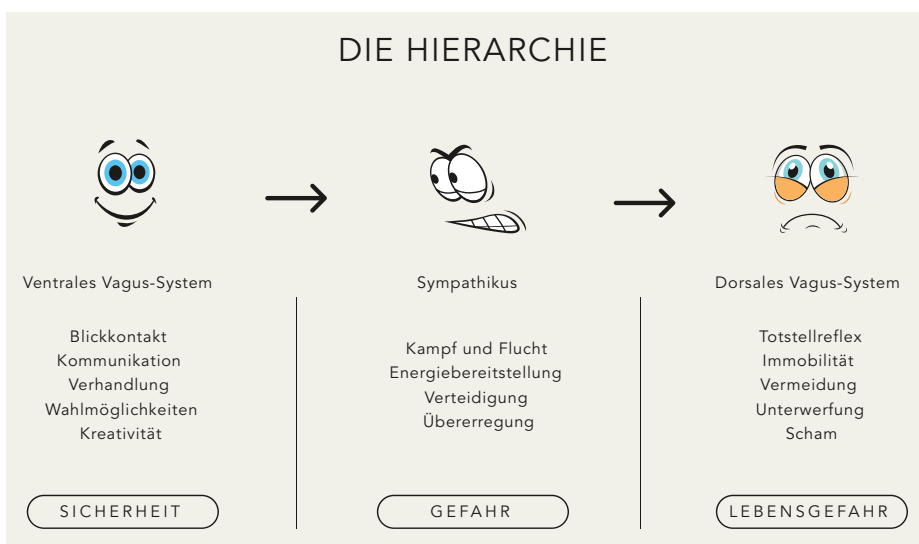 DIE HIERARCHIE
Ventrales Vagus-System
Blickkontakt
Kommunikation
Verhandlung
Wahlmöglichkeiten
Kreativität
SICHERHEIT
Sympathikus
Kampf und Flucht
Energiebereitstellung
Verteidigung
Übererregung
GEFAHR
Dorsales Vagus-System
Totstellreflex
Immobilität
Vermeidung
Unterwerfung
Scham
LEBENSGEFAHR